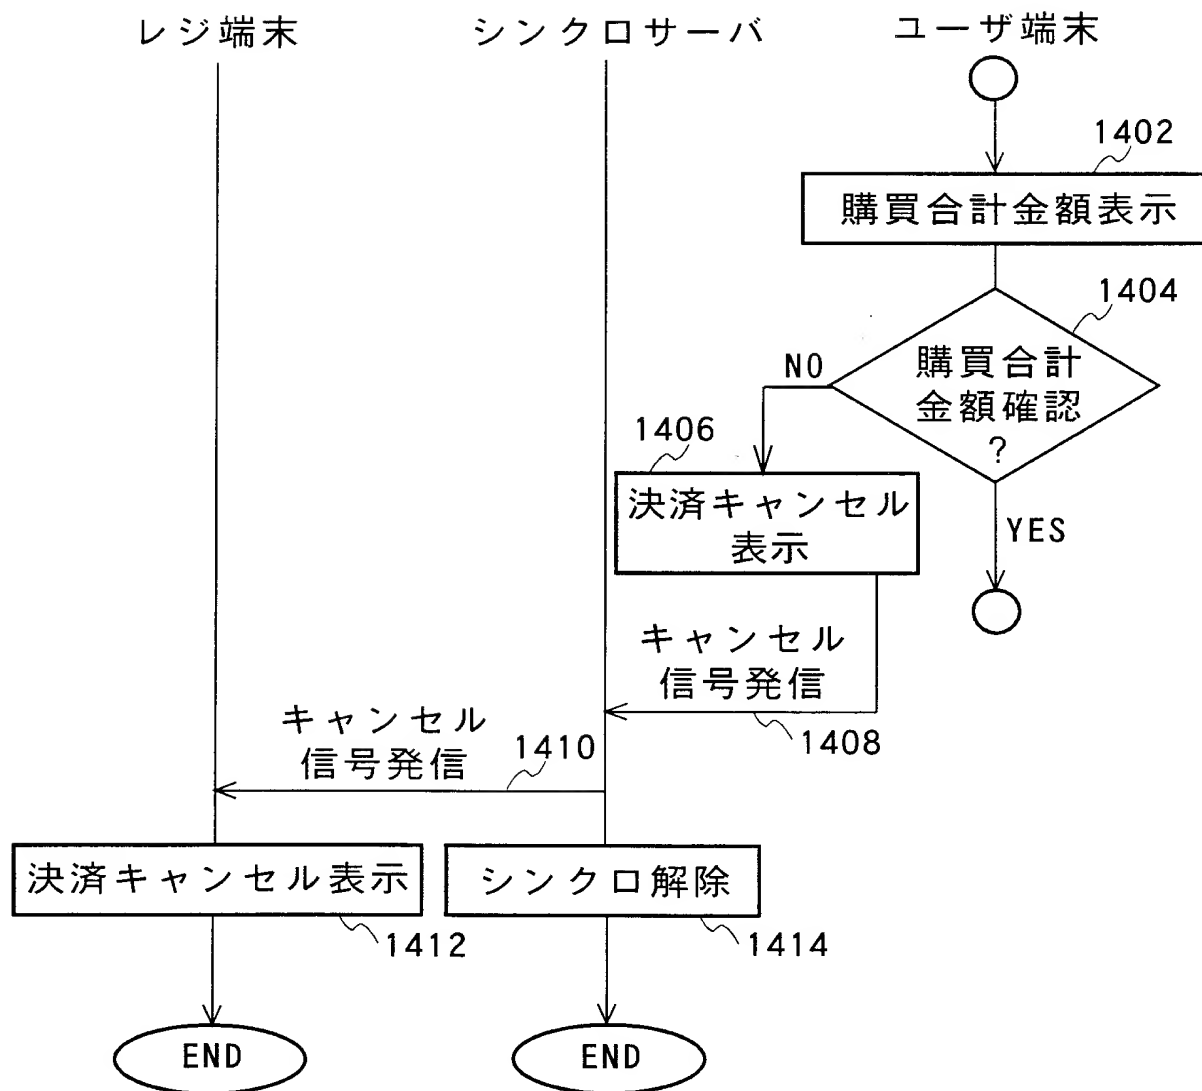 レジ端末
シンクロサーバ
ユーザ端末
1402
購買合計金額表示
1404
購買合計
金額確認
?
NO
YES
1406
決済キャンセル
表示
キャンセル
信号発信
1408
キャンセル
信号発信
1410
決済キャンセル表示
1412
シンクロ解除
1414
END
END